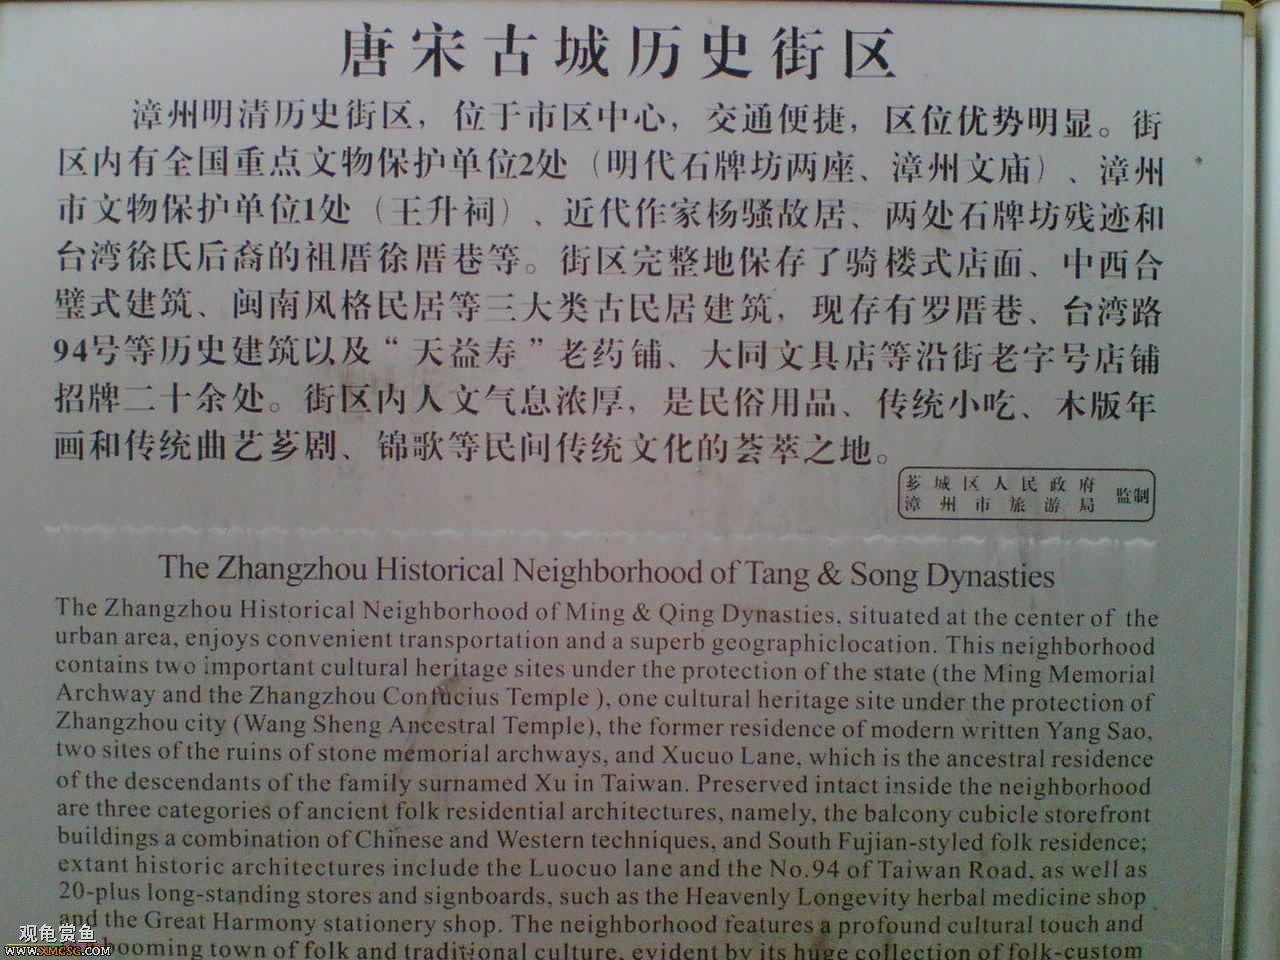 唐宋古城历史街区
漳州明清历史街区，位于市区中心，交通便捷，区位优势明显。街
区内有全国重点文物保护单位2处（明代石牌坊两座、漳州文庙）、漳州
市文物保护单位1处（王升祠）、近代作家杨骚故居、两处石牌坊残迹和
台湾徐氏后裔的祖厝徐厝巷等。街区完整地保存了骑楼式店面、中西合
璧式建筑、闽南风格民居等三大类古民居建筑，现存有罗厝巷、台湾路
94号等历史建筑以及“天益寿”老药铺、大同文具店等沿街老字号店铺
招牌二十余处。街区内人文气息浓厚，是民俗用品、传统小吃、木版年
画和传统曲艺芗剧、锦歌等民间传统文化的荟萃之地。
芗城区人民政府
漳州市旅游局
监制
The Zhangzhou Historical Neighborhood of Tang & Song Dynasties
The Zhangzhou Historical Neighborhood of Ming & Qing Dynasties, situated at the center of the
urban area, enjoys convenient transportation and a superb geographiclocation. This neighborhood
contains two important cultural heritage sites under the protection of the state (the Ming Memorial
Archway and the Zhangzhou Confucius Temple ), one cultural heritage site under the protection of
Zhangzhou city (Wang Sheng Ancestral Temple), the former residence of modern written Yang Sao,
two sites of the ruins of stone memorial archways, and Xucuo Lane, which is the ancestral residence
of the descendants of the family surnamed Xu in Taiwan. Preserved intact inside the neighborhood
are three categories of ancient folk residential architectures, namely, the balcony cubicle storefront
buildings a combination of Chinese and Western techniques, and South Fujian-styled folk residence;
extant historic architectures include the Luocuo lane and the No.94 of Taiwan Road, as well as
20-plus long-standing stores and signboards, such as the Heavenly Longevity herbal medicine shop
and the Great Harmony stationery shop. The neighborhood features a profound cultural touch and
booming town of folk and traditional culture, evident by its huge collection of folk-custom
观龟赏鱼
WWW.XMGSG.COM